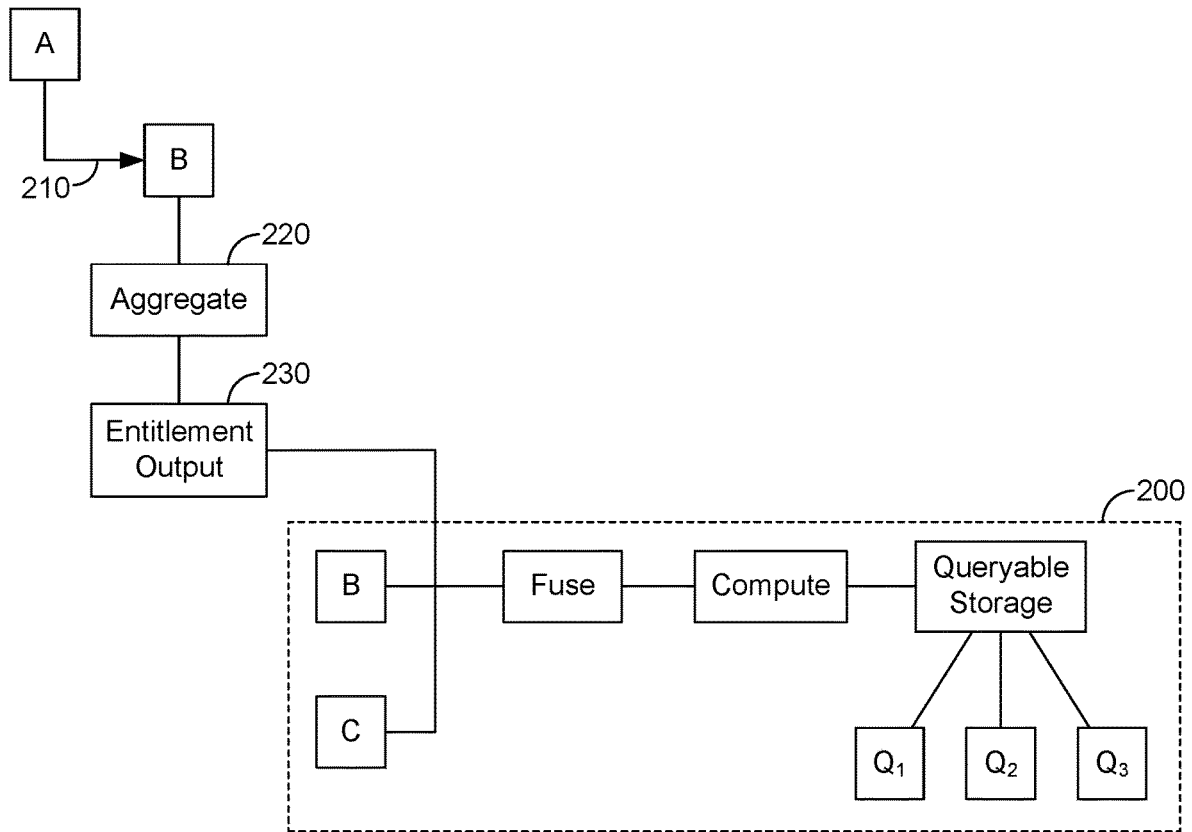 A
B
210
220
Aggregate
230
Entitlement
Output
200
B
Fuse
Compute
Queryable
Storage
C
Q₁
Q₂
Q₃